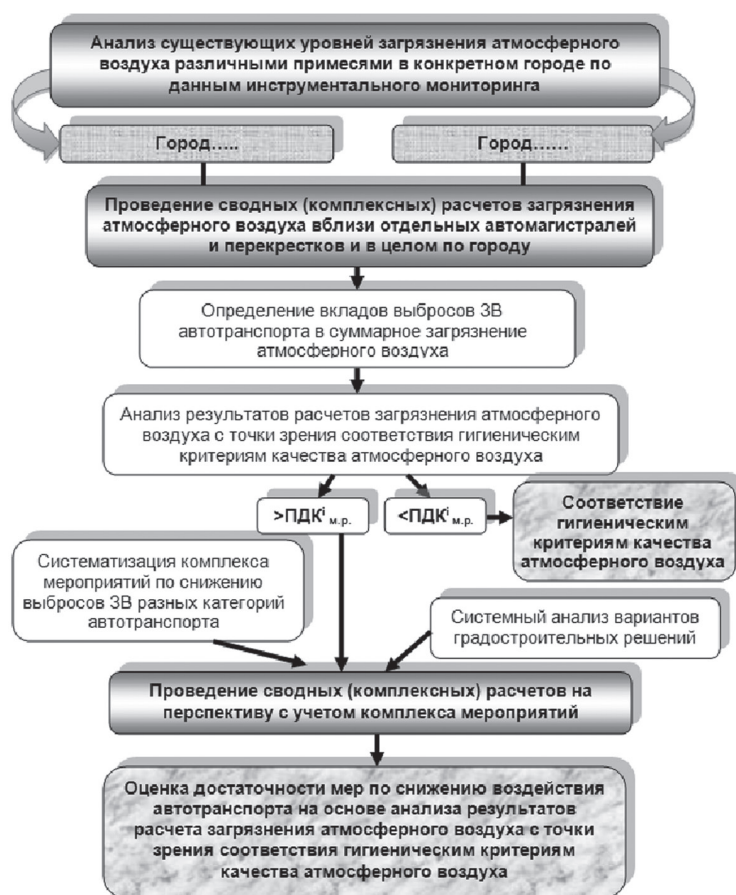 Анализ существующих уровней загрязнения атмосферного
воздуха различными примесями в конкретном городе по
данным инструментального мониторинга
Город…..
Город……
Проведение сводных (комплексных) расчетов загрязнения
атмосферного воздуха вблизи отдельных автомагистралей
и перекрестков и в целом по городу
Определение вкладов выбросов ЗВ
автотранспорта в суммарное загрязнение
атмосферного воздуха
Анализ результатов расчетов загрязнения атмосферного
воздуха с точки зрения соответствия гигиеническим
критериям качества атмосферного воздуха
>ПДКⁱ м.р.
<ПДКⁱ м.р.
Соответствие
гигиеническим
критериям качества
атмосферного воздуха
Систематизация комплекса
мероприятий по снижению
выбросов ЗВ разных категорий
автотранспорта
Системный анализ вариантов
градостроительных решений
Проведение сводных (комплексных) расчетов на
перспективу с учетом комплекса мероприятий
Оценка достаточности мер по снижению воздействия
автотранспорта на основе анализа результатов
расчета загрязнения атмосферного воздуха с точки
зрения соответствия гигиеническим критериям
качества атмосферного воздуха